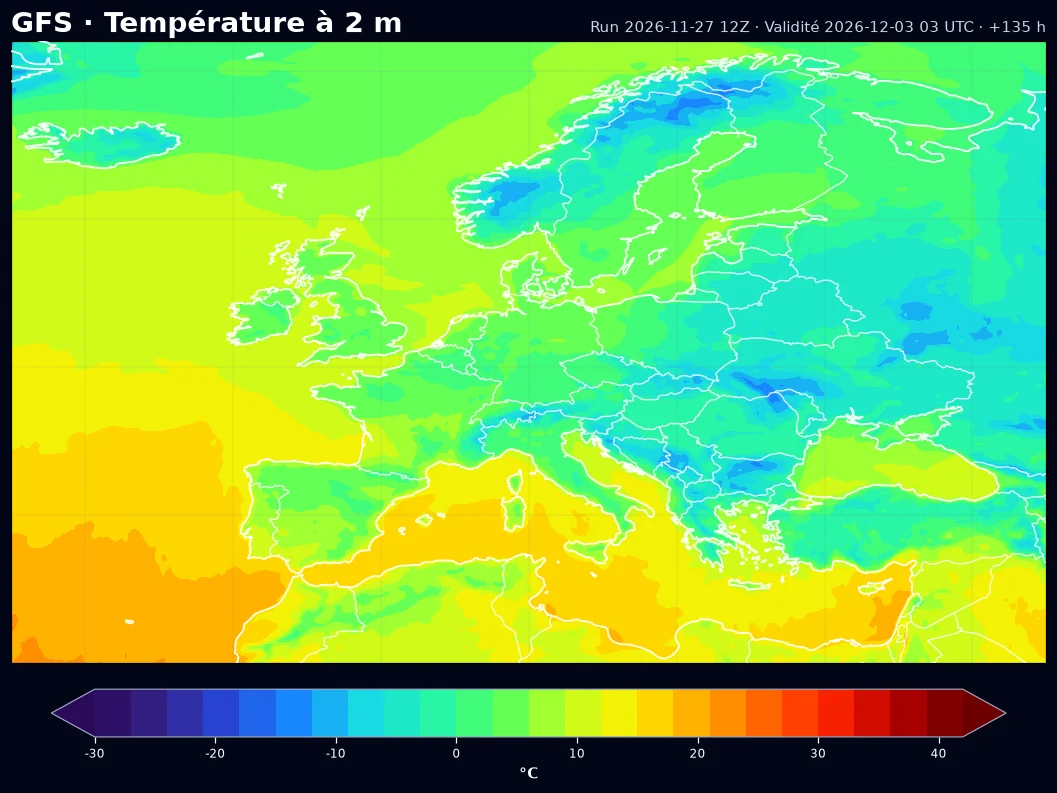 GFS · Température à 2 m
Run 2026-11-27 12Z · Validité 2026-12-03 03 UTC · +135 h
-30 -20 -10 0 10 20 30 40
°C